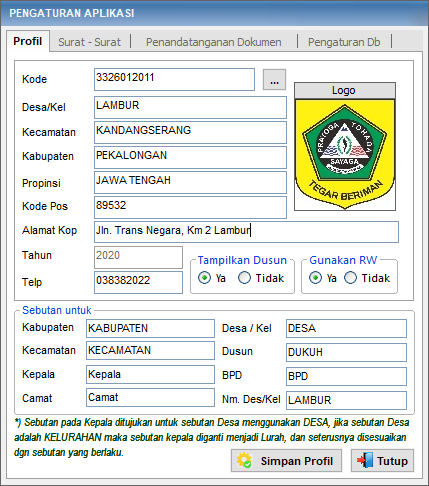 PENGATURAN APLIKASI
Profil
Surat - Surat
Penandatanganan Dokumen
Pengaturan Db
Kode 3326012011 ...
Desa/Kel LAMBUR
Kecamatan KANDANGSERANG
Kabupaten PEKALONGAN
Propinsi JAWA TENGAH
Kode Pos 89532
Logo
PRAYOGA TOHAGA
SAYAGA
TEGAR BERIMAN
Alamat Kop Jln. Trans Negara, Km 2 Lambur
Tahun 2020
Telp 038382022
Tampilkan Dusun
Ya Tidak
Gunakan RW
Ya Tidak
Sebutan untuk
Kabupaten KABUPATEN Desa / Kel DESA
Kecamatan KECAMATAN Dusun DUKUH
Kepala Kepala BPD BPD
Camat Camat Nm. Des/Kel LAMBUR
*) Sebutan pada Kepala ditujukan untuk sebutan Desa menggunakan DESA, jika sebutan Desa
adalah KELURAHAN maka sebutan kepala diganti menjadi Lurah, dan seterusnya disesuaikan
dgn sebutan yang berlaku.
Simpan Profil
Tutup